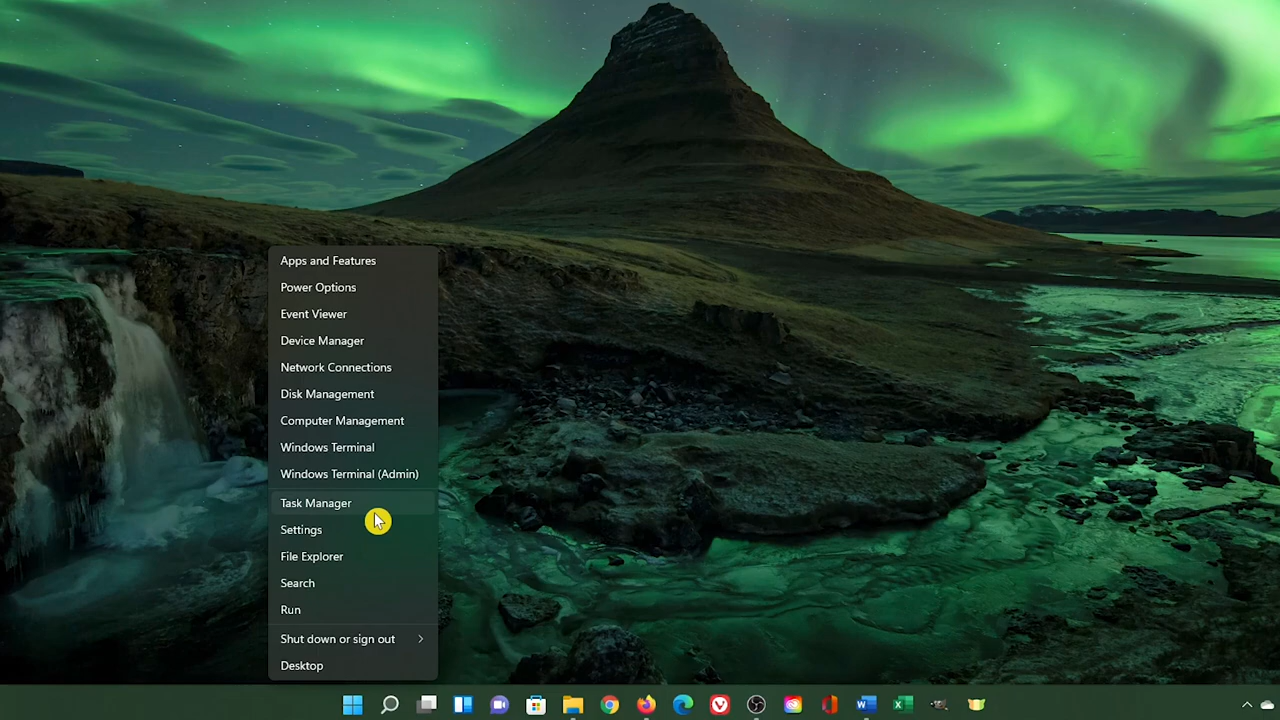 Apps and Features
Power Options
Event Viewer
Device Manager
Network Connections
Disk Management
Computer Management
Windows Terminal
Windows Terminal (Admin)
Task Manager
Settings
File Explorer
Search
Run
Shut down or sign out
Desktop